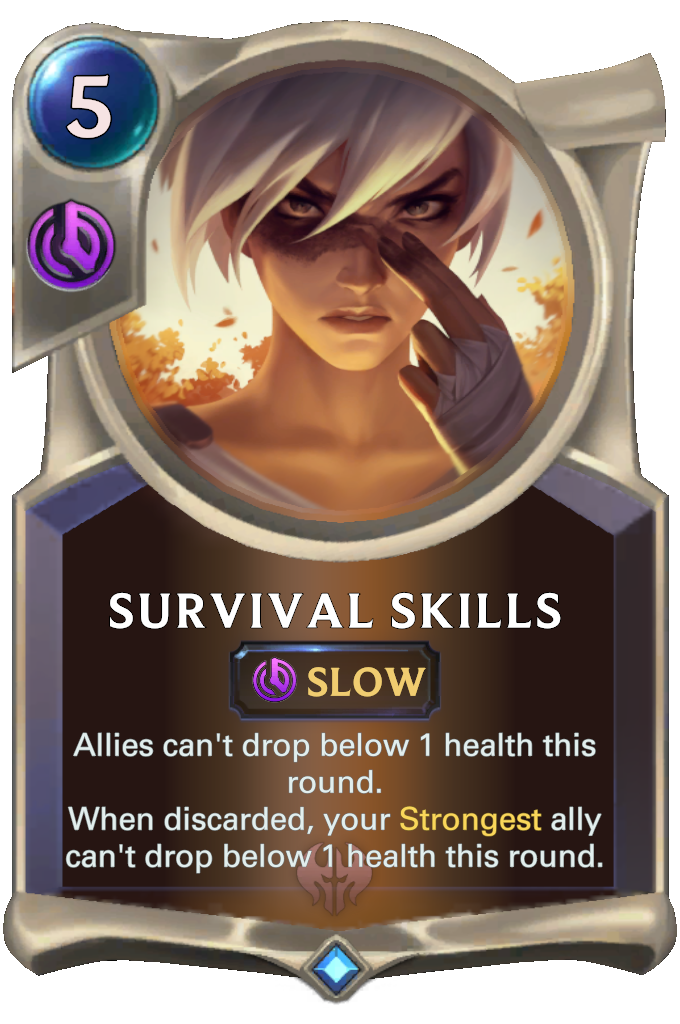 5
SURVIVAL SKILLS
SLOW
Allies can't drop below 1 health this
round.
When discarded, your Strongest ally
can't drop below 1 health this round.